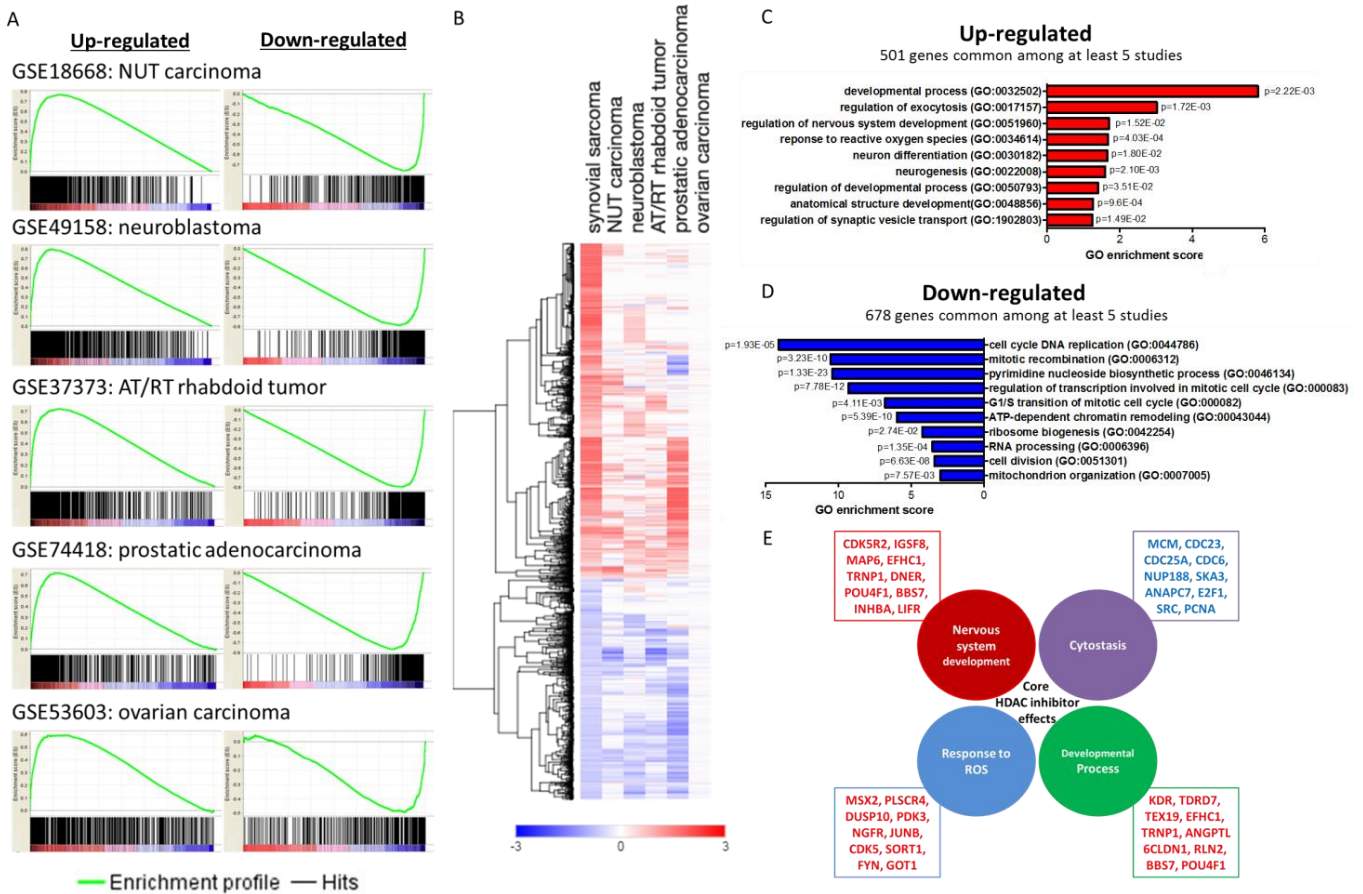 A
Up-regulated
Down-regulated
GSE18668: NUT carcinoma
GSE49158: neuroblastoma
GSE37373: AT/RT rhabdoid tumor
GSE74418: prostatic adenocarcinoma
GSE53603: ovarian carcinoma
Enrichment score (ES)
Enrichment profile
Hits
B
synovial sarcoma
NUT carcinoma
neuroblastoma
AT/RT rhabdoid tumor
prostatic adenocarcinoma
ovarian carcinoma
-3
0
3
C
Up-regulated
501 genes common among at least 5 studies
developmental process (GO:0032502) p=2.22E-03
regulation of exocytosis (GO:0017157) p=1.72E-03
regulation of nervous system development (GO:0051960) p=1.52E-02
reponse to reactive oxygen species (GO:0034614) p=4.03E-04
neuron differentiation (GO:0030182) p=1.80E-02
neurogenesis (GO:0022008) p=2.10E-03
regulation of developmental process (GO:0050793) p=3.51E-02
anatomical structure development(GO:0048856) p=9.6E-04
regulation of synaptic vesicle transport (GO:1902803) p=1.49E-02
0 2 4 6
GO enrichment score
D
Down-regulated
678 genes common among at least 5 studies
p=1.93E-05 cell cycle DNA replication (GO:0044786)
p=3.23E-10 mitotic recombination (GO:0006312)
p=1.33E-23 pyrimidine nucleoside biosynthetic process (GO:0046134)
p=7.78E-12 regulation of transcription involved in mitotic cell cycle (GO:000083)
p=4.11E-03 G1/S transition of mitotic cell cycle (GO:000082)
p=5.39E-10 ATP-dependent chromatin remodeling (GO:00043044)
p=2.74E-02 ribosome biogenesis (GO:0042254)
p=1.35E-04 RNA processing (GO:0006396)
p=6.63E-08 cell division (GO:0051301)
p=7.57E-03 mitochondrion organization (GO:0007005)
15 10 5 0
GO enrichment score
E
CDK5R2, IGSF8,
MAP6, EFHC1,
TRNP1, DNER,
POU4F1, BBS7,
INHBA, LIFR
MCM, CDC23,
CDC25A, CDC6,
NUP188, SKA3,
ANAPC7, E2F1,
SRC, PCNA
Nervous
system
development
Cytostasis
Core
HDAC inhibitor
effects
Response to
ROS
Developmental
Process
MSX2, PLSCR4,
DUSP10, PDK3,
NGFR, JUNB,
CDK5, SORT1,
FYN, GOT1
KDR, TDRD7,
TEX19, EFHC1,
TRNP1, ANGPTL
6CLDN1, RLN2,
BBS7, POU4F1